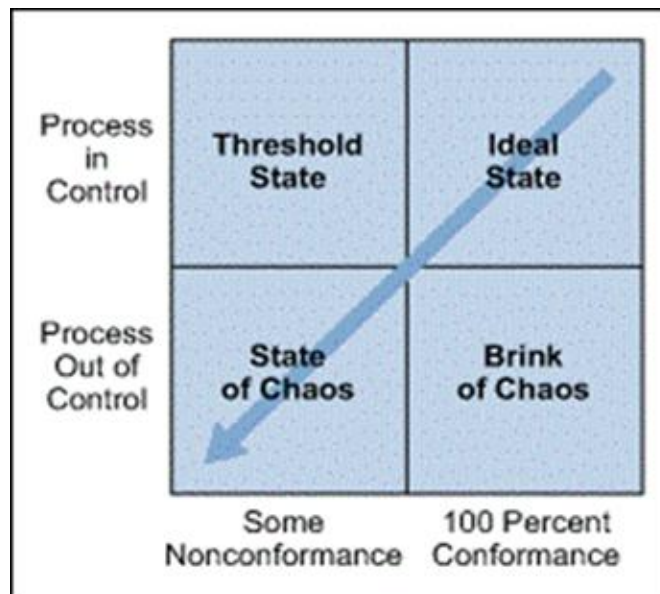 Process
in
Control
Threshold
State
Ideal
State
Process
Out of
Control
State
of Chaos
Brink
of Chaos
Some
Nonconformance
100 Percent
Conformance